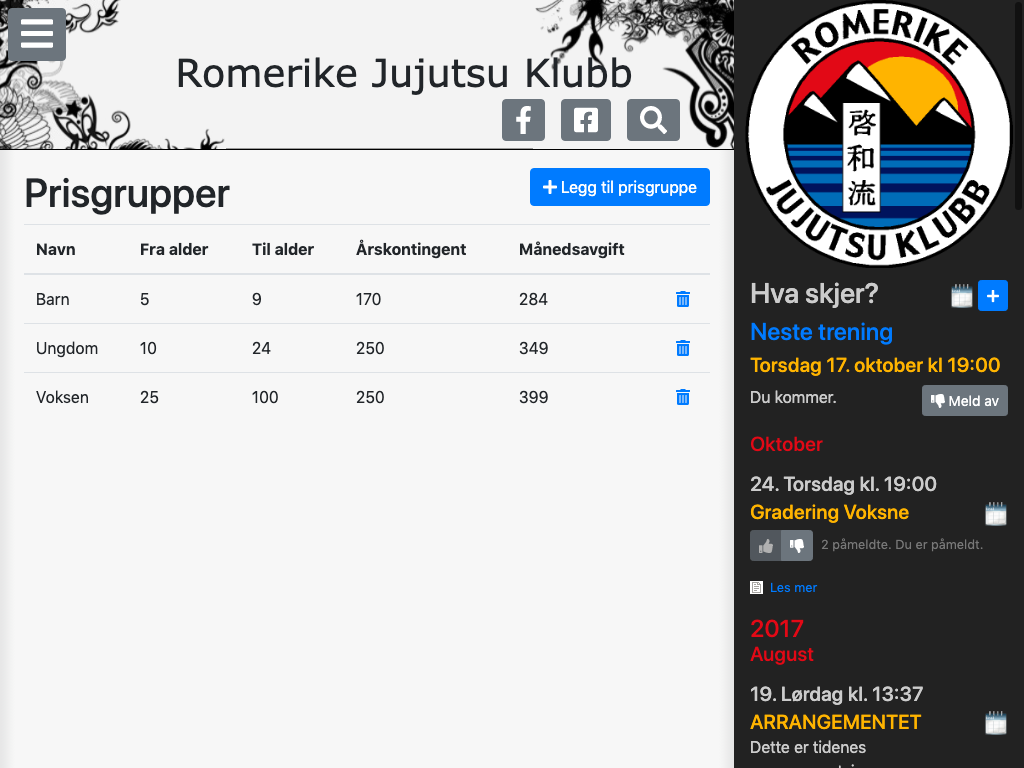 Romerike Jujutsu Klubb
Prisgrupper
Legg til prisgruppe
Navn Fra alder Til alder Årskontingent Månedsavgift
Barn 5 9 170 284
Ungdom 10 24 250 349
Voksen 25 100 250 399
ROMERIKE
啓和流
JUJUTSU KLUBB
Hva skjer?
Neste trening
Torsdag 17. oktober kl 19:00
Du kommer.
Meld av
Oktober
24. Torsdag kl. 19:00
Gradering Voksne
2 påmeldte. Du er påmeldt.
Les mer
2017
August
19. Lørdag kl. 13:37
ARRANGEMENTET
Dette er tidenes